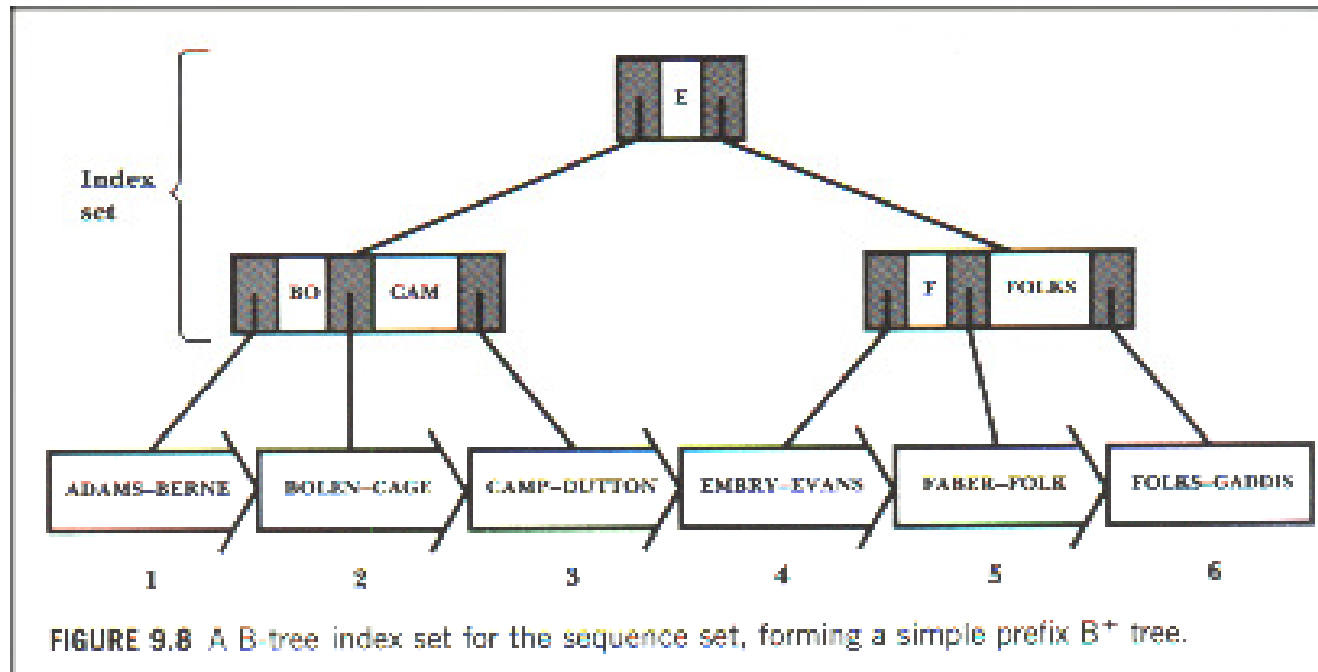 E
Index
set
BO CAM
F FOLKS
ADAMS–BERNE BOLEN–CAGE CAMP–DUTTON EMBRY–EVANS FABER–FOLK FOLKS–GADDIS
1 2 3 4 5 6
FIGURE 9.8 A B-tree index set for the sequence set, forming a simple prefix B+ tree.